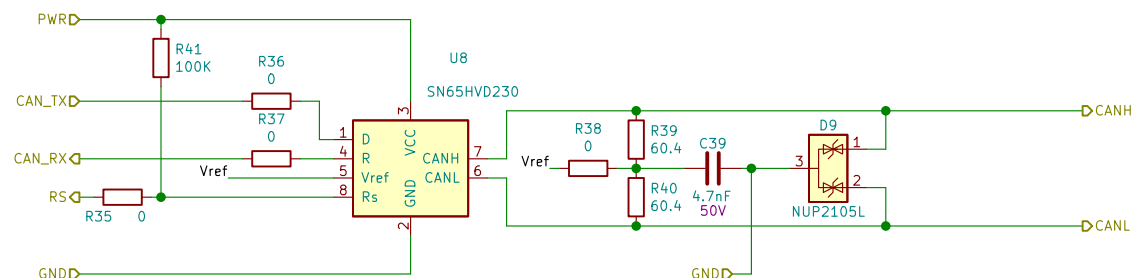 PWR
R41
100K
R36
0
U8
SN65HVD230
CAN_TX
R37
0
3
VCC
1
D
CAN_RX
4
R
Vref
5
Vref
RS
R35
0
8
Rs
GND
2
CANH
7
CANL
6
R38
0
Vref
R39
60.4
R40
60.4
C39
4.7nF
50V
D9
1
3
2
NUP2105L
CANH
CANL
GND
GND